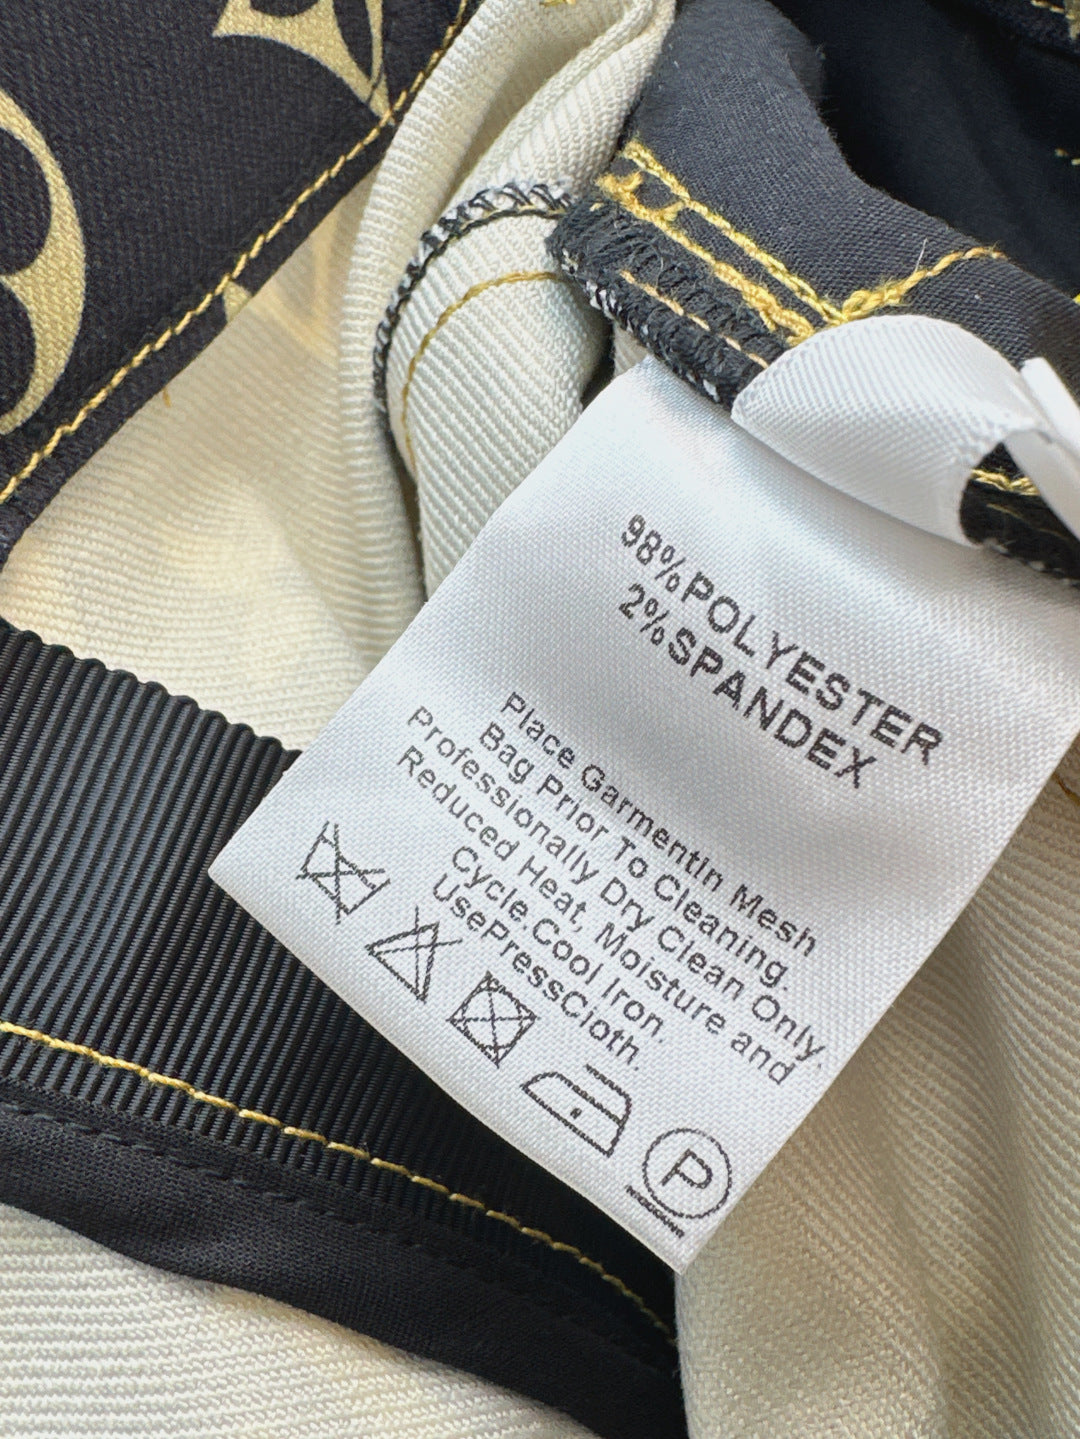 98%POLYESTER
2%SPANDEX
Place GarmentIn Mesh
Bag Prior To Cleaning.
Professionally Dry Clean Only.
Reduced Heat, Moisture and
Cycle.Cool Iron.
UsePressCloth.
P